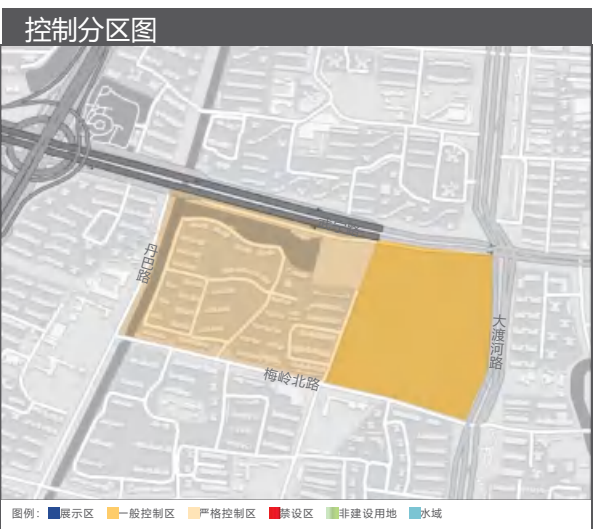 控制分区图
丹巴路
大渡河路
梅岭北路
图例： 展示区 一般控制区 严格控制区 禁设区 非建设用地 水域